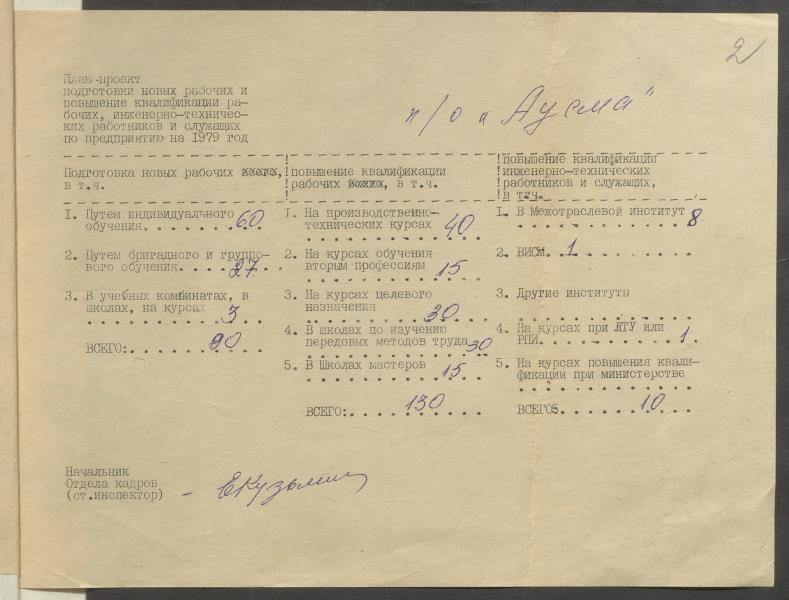 2
План-проект
подготовки новых рабочих и
повышение квалификации ра-
бочих, инженерно-техничес-
ких работников и служащих
по предприятию на 1979 год
п/о "Аусма"
Подготовка новых рабочих всего,
в т.ч.
1. Путем индивидуального
обучения. . . . . . . .60
2. Путем бригадного и группо-
вого обучения. . . . .27
3. В учебных комбинатах, в
школах, на курсах 3
ВСЕГО:. . . . . 90
повышение квалификации
рабочих всего, в т.ч.
1. На производственно-
технических курсах 40
2. На курсах обучения
вторым профессиям 15
3. На курсах целевого
назначения 30
4. В школах по изучению
передовых методов труда 30
5. В Школах мастеров 15
ВСЕГО:. . . . 130
повышение квалификации
инженерно-технических
работников и служащих,
в т.ч.
1. В Межотраслевой институт
8
2. ВИСМ. 1
3. Другие институты
4. На курсах при ЛТУ или
РПИ. . . . . . . . . 1
5. На курсах повышения квали-
фикации при министерстве
ВСЕГО: 10
Начальник
Отдела кадров
(ст.инспектор) - ЕКузьмин